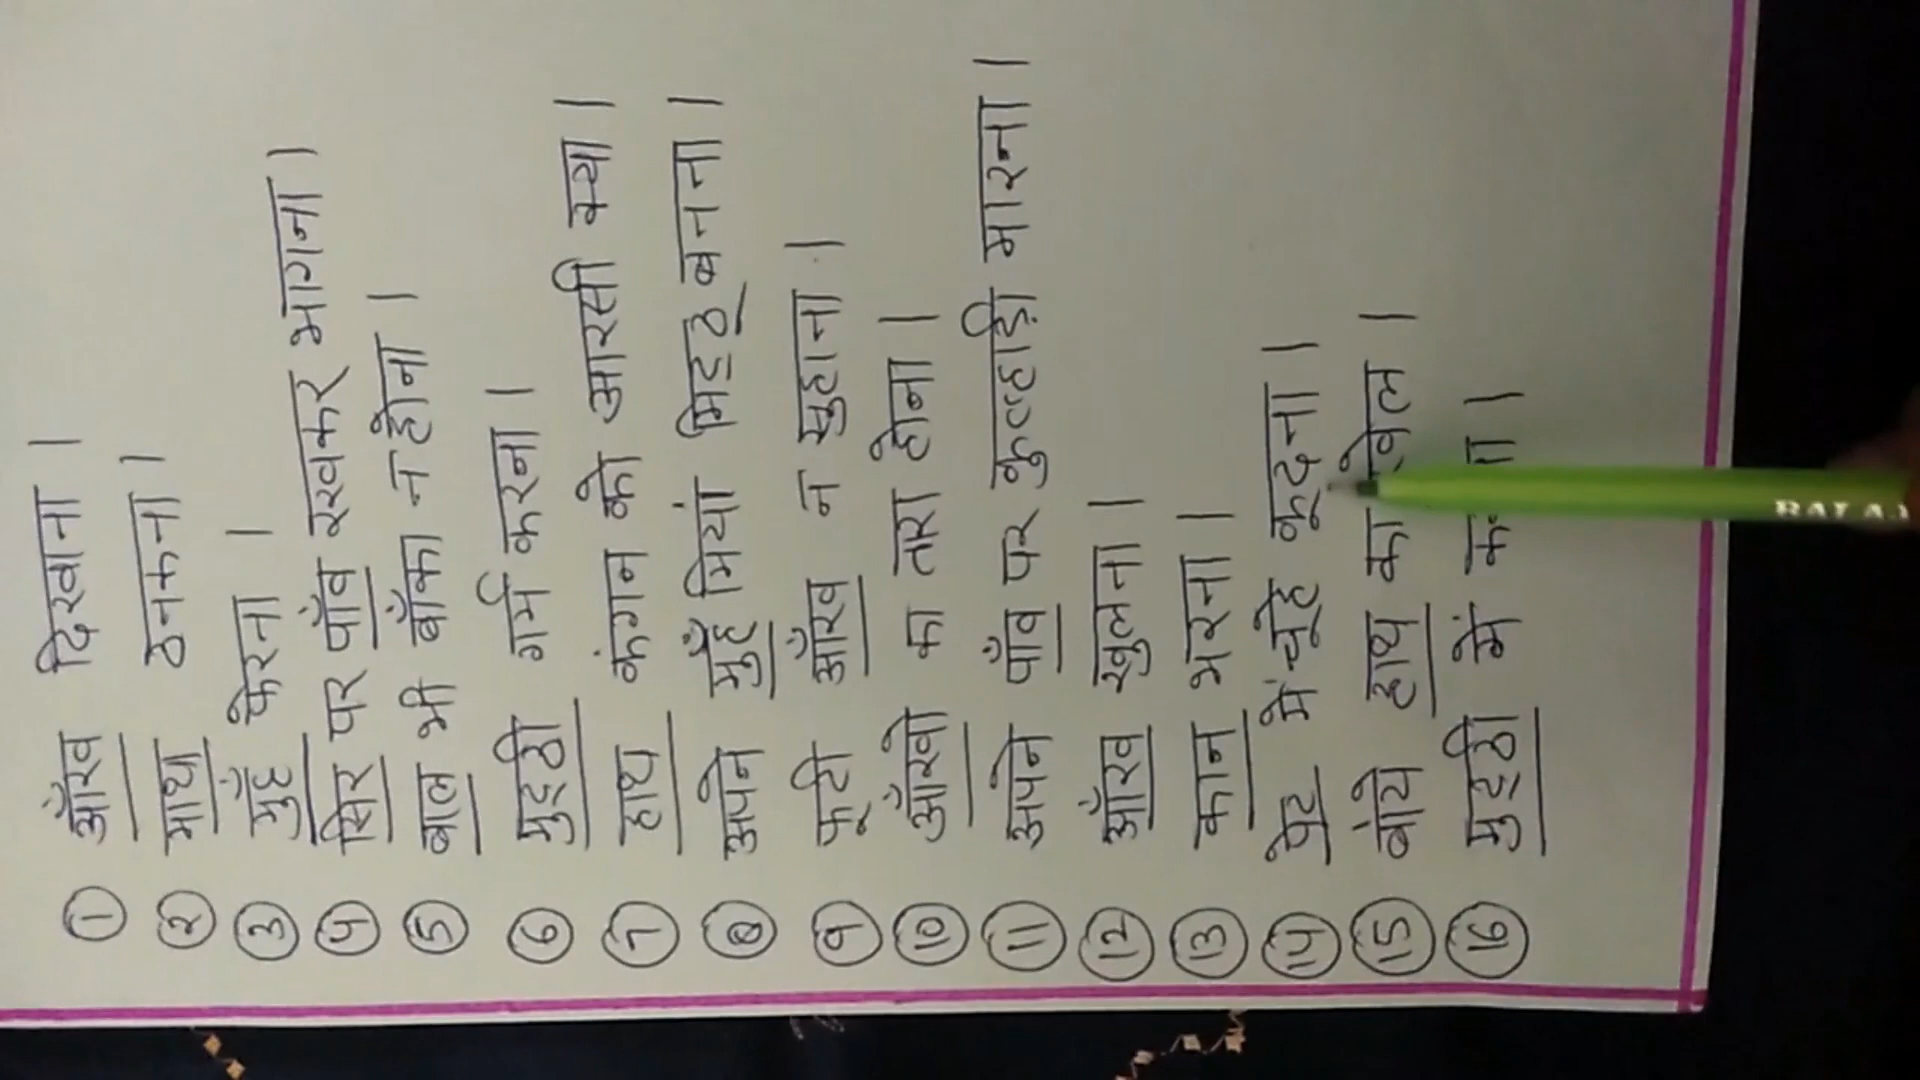 ① आँख दिखाना ।
② माथा ठनकना ।
③ मुँह फेरना ।
④ सिर पर पाँव रखकर भागना ।
⑤ बाल भी बाँका न होना ।
⑥ मुट्ठी गर्म करना ।
⑦ हाथ कंगन को आरसी क्या ।
⑧ अपने मुँह मियां मिट्ठू बनना ।
⑨ फूटी आँख न सुहाना ।
⑩ आँखो का तारा होना ।
⑪ अपने पाँव पर कुल्हाड़ी मारना ।
⑫ आँख खुलना ।
⑬ कान भरना ।
⑭ पेट में चूहे कूदना ।
⑮ बांये हाथ का खेल ।
⑯ मुट्ठी में ।